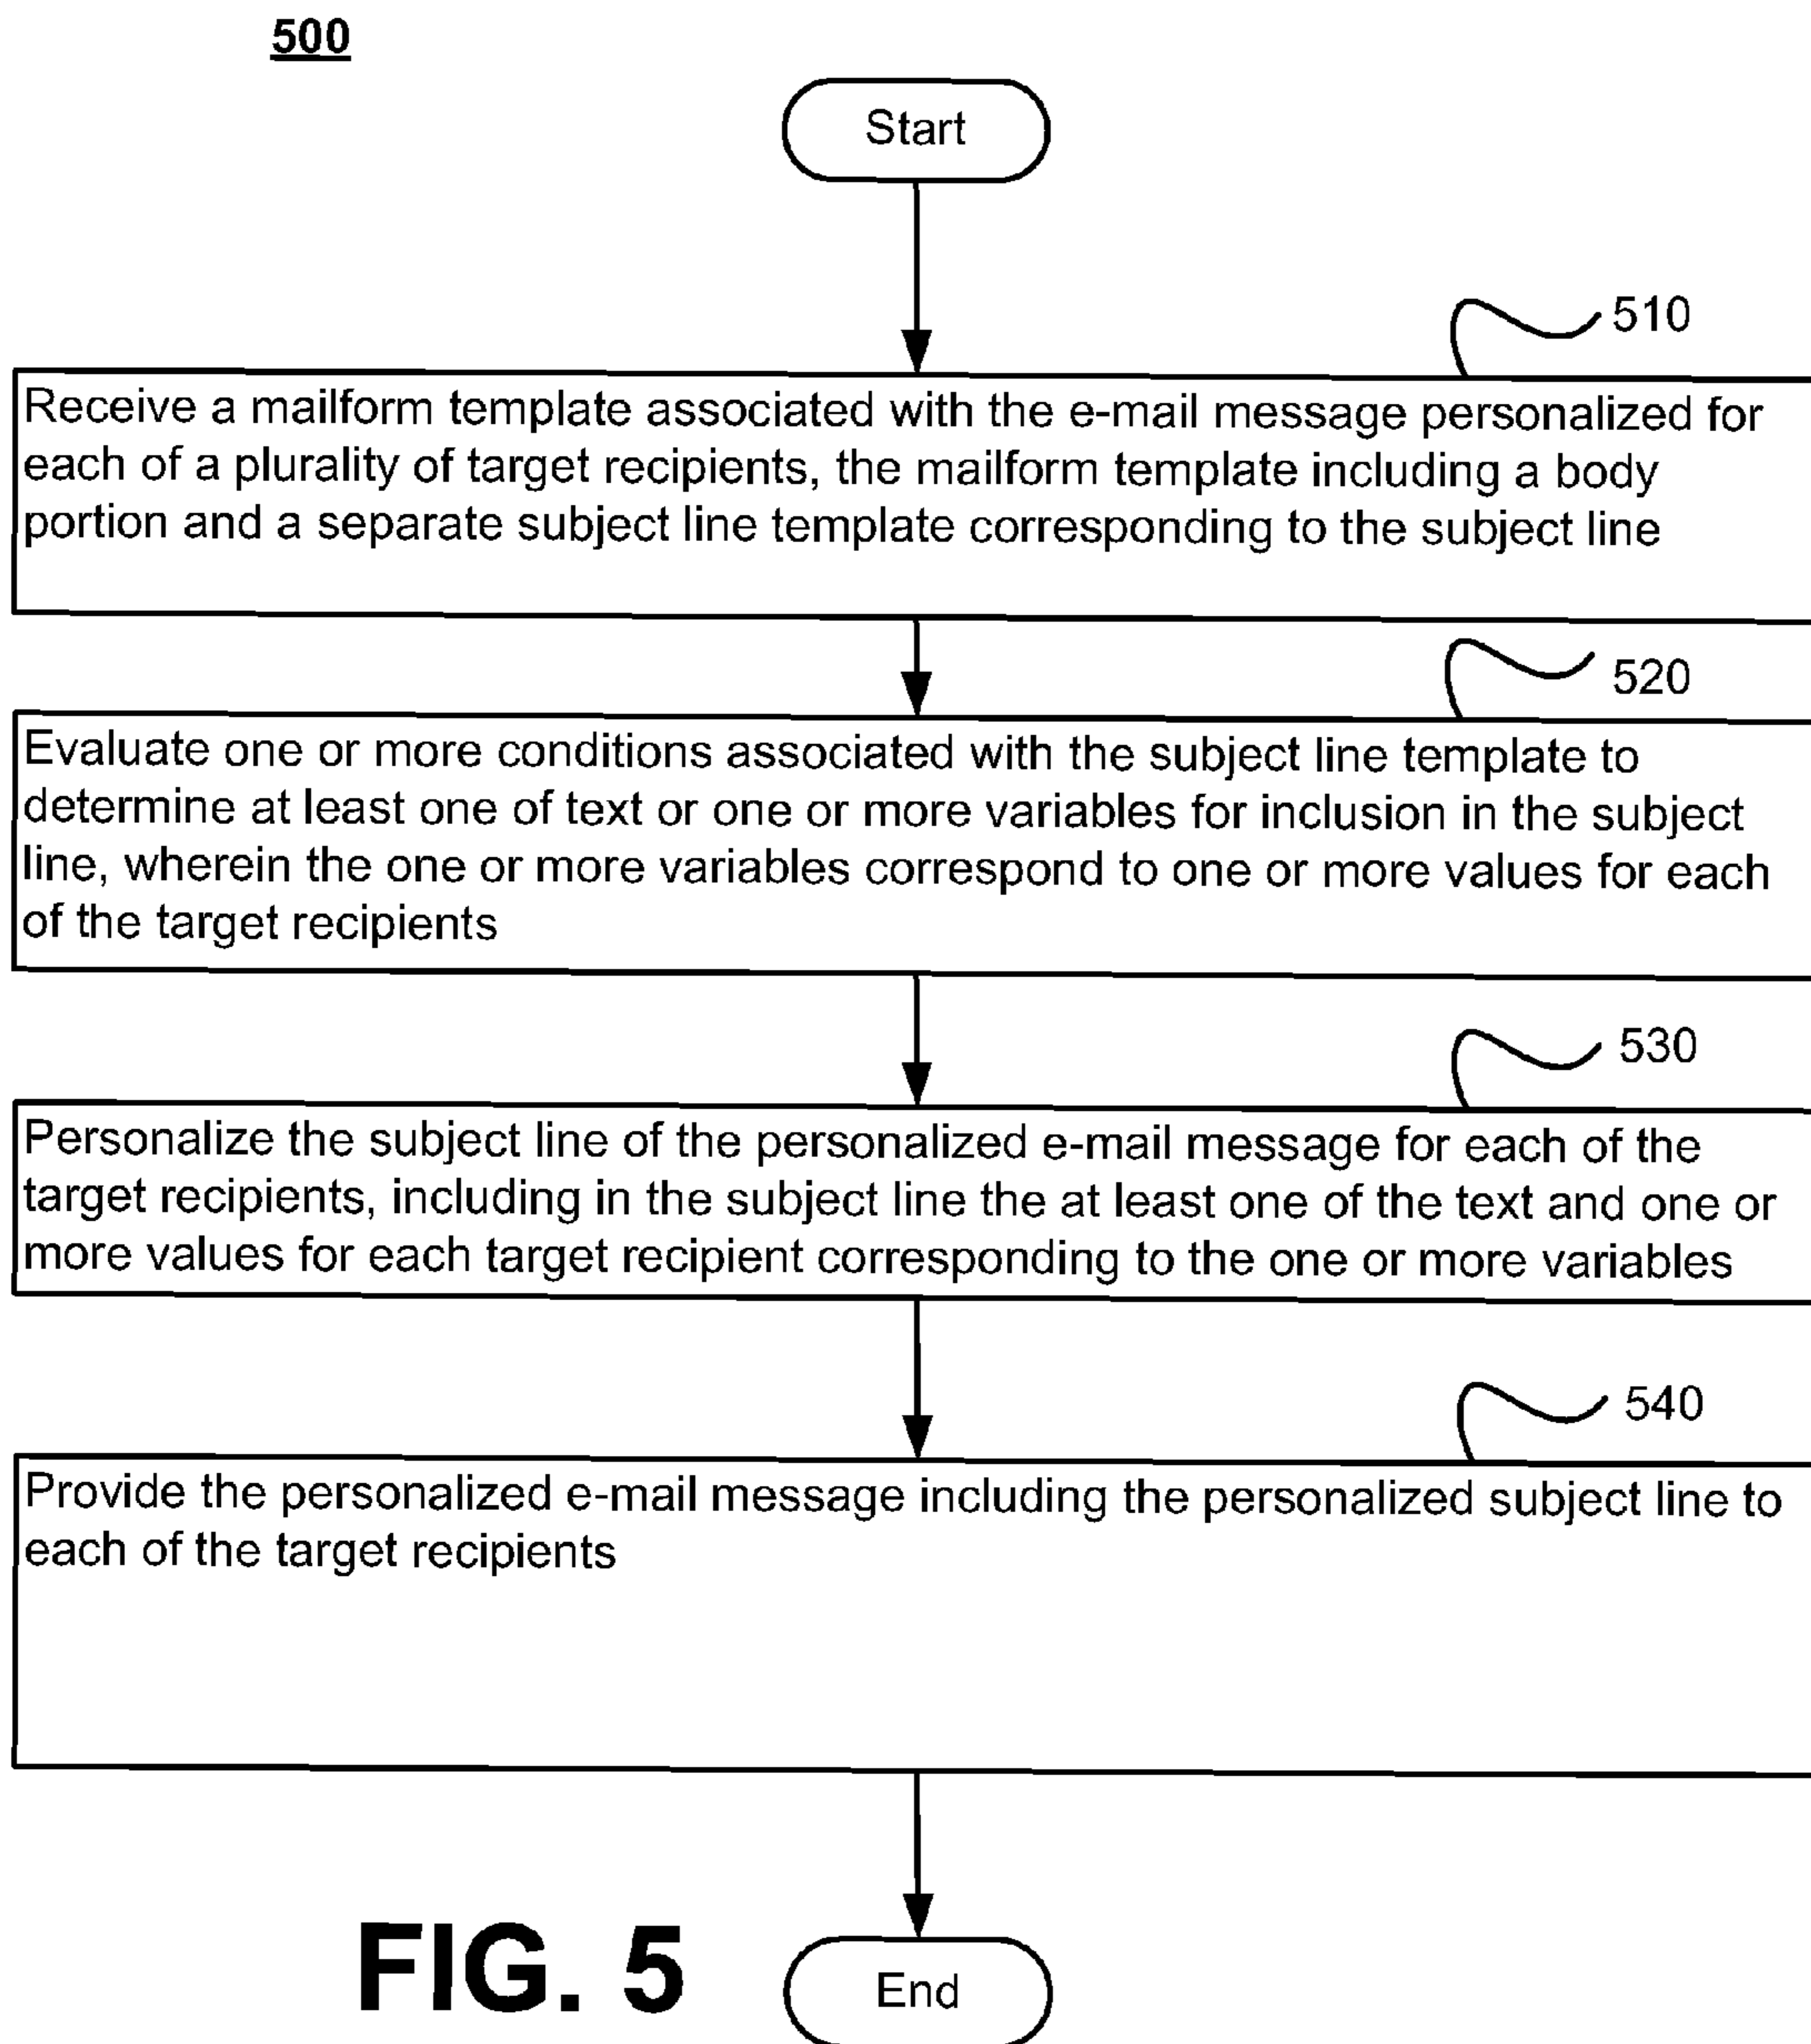 500
Start
510
Receive a mailform template associated with the e-mail message personalized for
each of a plurality of target recipients, the mailform template including a body
portion and a separate subject line template corresponding to the subject line
520
Evaluate one or more conditions associated with the subject line template to
determine at least one of text or one or more variables for inclusion in the subject
line, wherein the one or more variables correspond to one or more values for each
of the target recipients
530
Personalize the subject line of the personalized e-mail message for each of the
target recipients, including in the subject line the at least one of the text and one or
more values for each target recipient corresponding to the one or more variables
540
Provide the personalized e-mail message including the personalized subject line to
each of the target recipients
FIG. 5
End